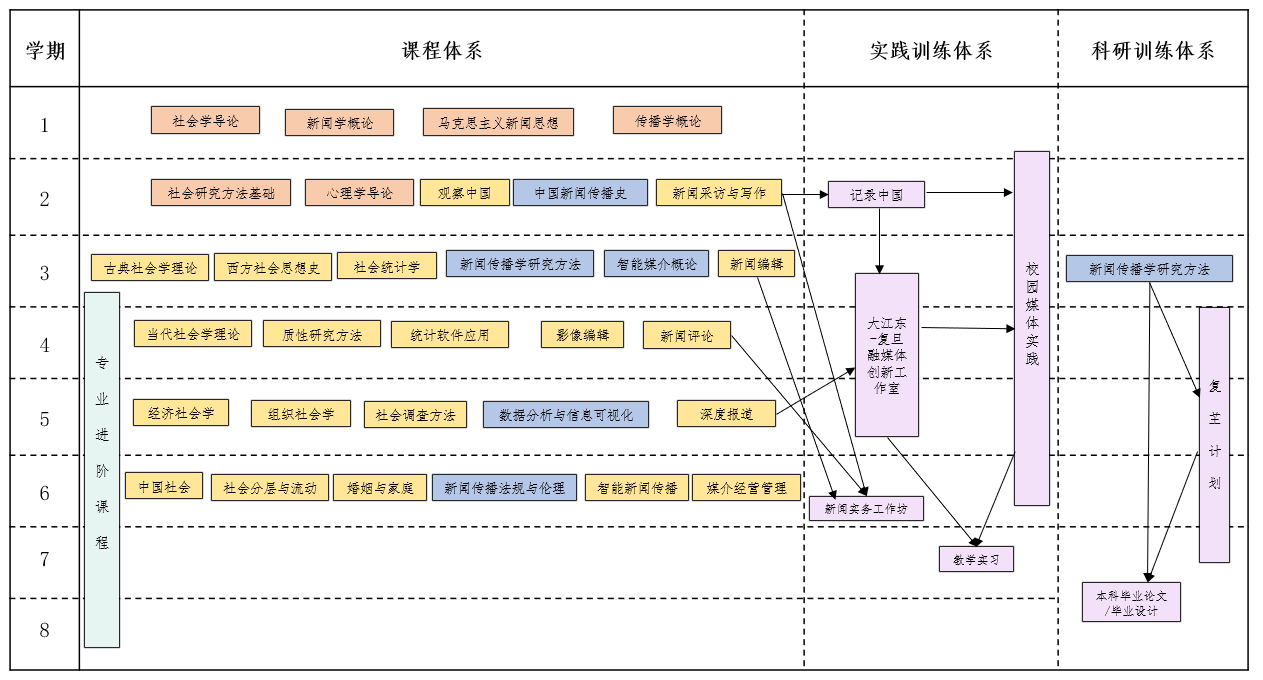 学期
课程体系
实践训练体系
科研训练体系
1
社会学导论
新闻学概论
马克思主义新闻思想
传播学概论
2
社会研究方法基础
心理学导论
观察中国
中国新闻传播史
新闻采访与写作
记录中国
3
古典社会学理论
西方社会思想史
社会统计学
新闻传播学研究方法
智能媒介概论
新闻编辑
校
园
媒
体
实
践
新闻传播学研究方法
4
当代社会学理论
质性研究方法
统计软件应用
影像编辑
新闻评论
大江东
-复旦
融媒体
创新工
作室
专
业
进
阶
课
程
5
经济社会学
组织社会学
社会调查方法
数据分析与信息可视化
深度报道
复
芏
计
划
6
中国社会
社会分层与流动
婚姻与家庭
新闻传播法规与伦理
智能新闻传播
媒介经营管理
新闻实务工作坊
7
教学实习
本科毕业论文
/毕业设计
8